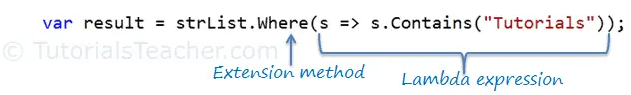 var result = strList.Where(s => s.Contains("Tutorials"));
© TutorialsTeacher.com
Extension method
Lambda expression